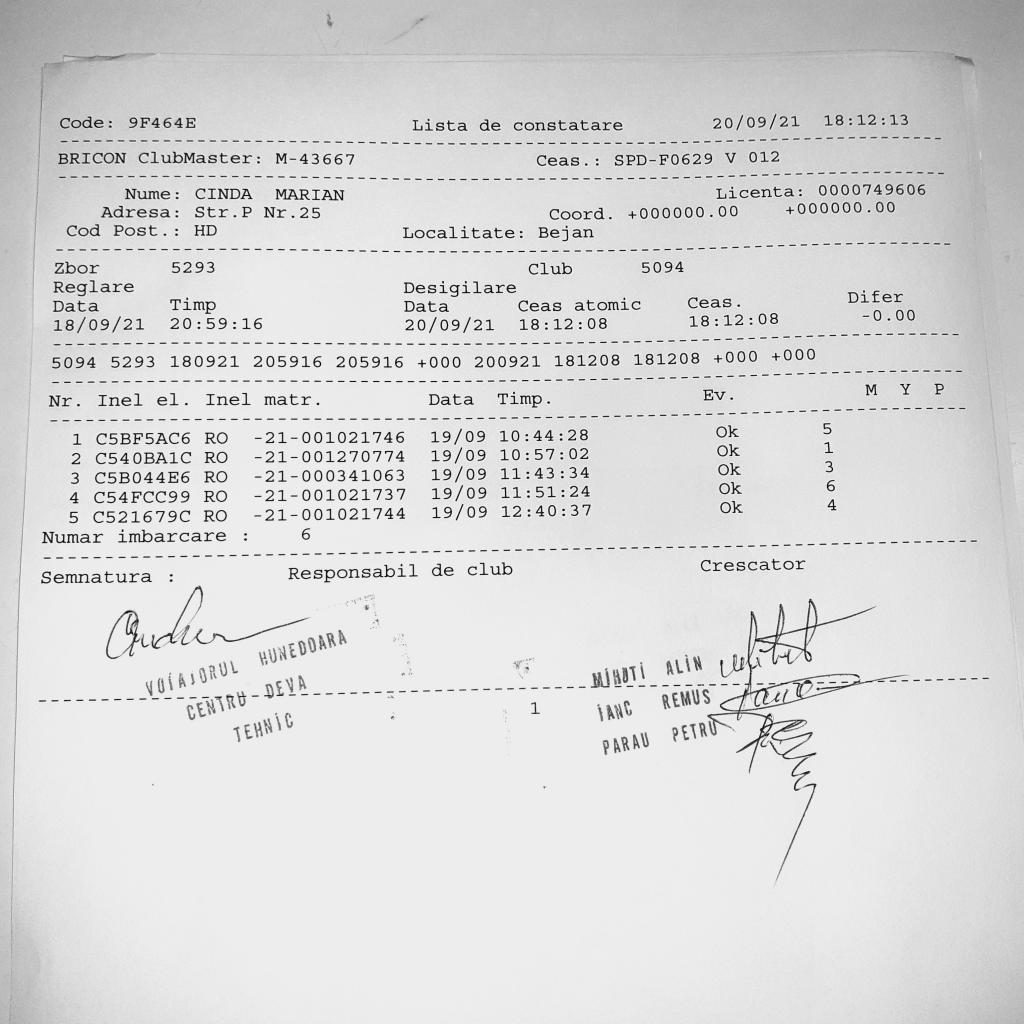 Code: 9F464E Lista de constatare 20/09/21 18:12:13
BRICON ClubMaster: M-43667 Ceas.: SPD-F0629 V 012
Nume: CINDA MARIAN Licenta: 0000749606
Adresa: Str.P Nr.25 Coord. +000000.00 +000000.00
Cod Post.: HD Localitate: Bejan
Zbor 5293 Club 5094
Reglare Desigilare
Data Timp Data Ceas atomic Ceas. Difer
18/09/21 20:59:16 20/09/21 18:12:08 18:12:08 -0.00
5094 5293 180921 205916 205916 +000 200921 181208 181208 +000 +000
Nr. Inel el. Inel matr. Data Timp. Ev. M Y P
1 C5BF5AC6 RO -21-001021746 19/09 10:44:28 Ok 5
2 C540BA1C RO -21-001270774 19/09 10:57:02 Ok 1
3 C5B044E6 RO -21-000341063 19/09 11:43:34 Ok 3
4 C54FCC99 RO -21-001021737 19/09 11:51:24 Ok 6
5 C521679C RO -21-001021744 19/09 12:40:37 Ok 4
Numar imbarcare : 6
Semnatura : Responsabil de club Crescator
VOIAJORUL HUNEDOARA
CENTRU DEVA
TEHNIC
1
MIHUTI ALIN
IANC REMUS
PARAU PETRU